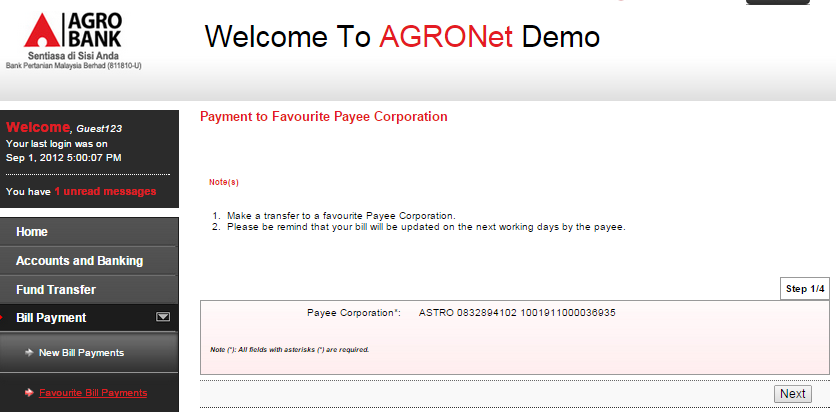 AGRO
BANK
Sentiasa di Sisi Anda
Bank Pertanian Malaysia Berhad (811810-U)
Welcome To AGRONet Demo
Welcome, Guest123
Your last login was on
Sep 1, 2012 5:00:07 PM
You have 1 unread messages
Home
Accounts and Banking
Fund Transfer
Bill Payment
New Bill Payments
Favourite Bill Payments
Payment to Favourite Payee Corporation
Note(s)
1. Make a transfer to a favourite Payee Corporation.
2. Please be remind that your bill will be updated on the next working days by the payee.
Step 1/4
Payee Corporation*: ASTRO 0832894102 1001911000036935
Note (*): All fields with asterisks (*) are required.
Next